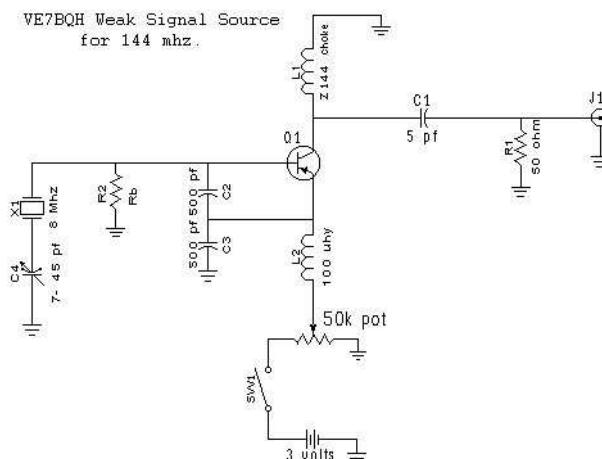 VE7BQH Weak Signal Source
for 144 mhz.
L1
Z144 choke
C1
5 pf
J1
R1
50 ohm
Q1
X1
8 Mhz
R2
Rb
C2
500 pf
C3
500 pf
C4
7- 45 pf
L2
100 uhy
50k pot
SW1
3 volts